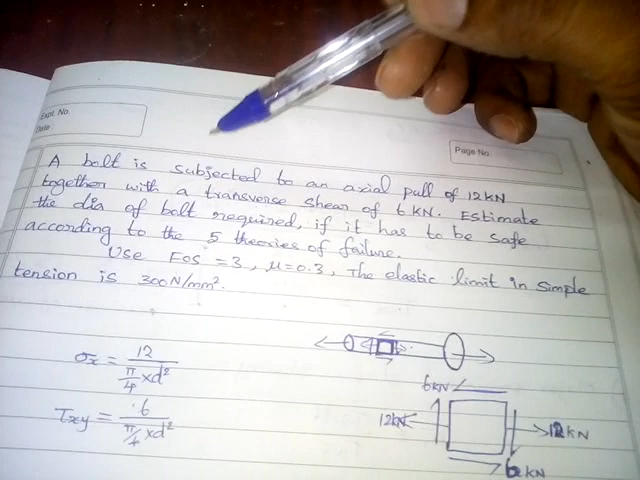 Expt. No.
Date
Page No.
A bolt is subjected to an axial pull of 12KN
together with a transverse shear of 6 KN. Estimate
the dia of bolt required, if it has to be safe
according to the 5 theories of failure.
Use FOS = 3, μ=0.3, The elastic limit in simple
tension is 300N/mm².
σx = 12
π/4 xd²
τxy = 6
π/4 xd²
6KN
12KN
12KN
6KN